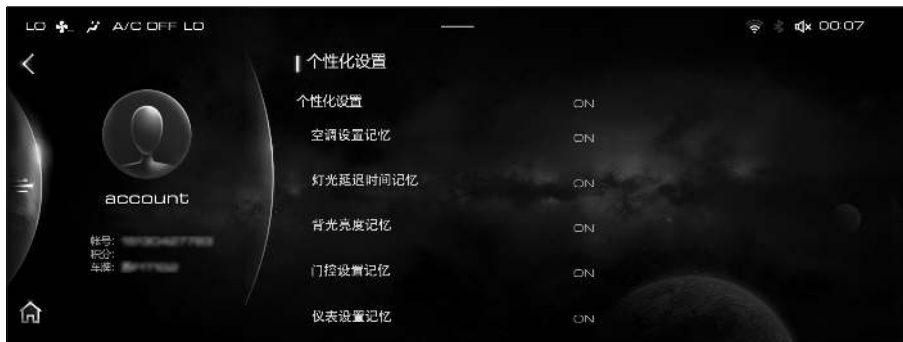 LO A/C OFF LO
00:07
个性化设置
个性化设置 ON
空调设置记忆 ON
灯光延迟时间记忆 ON
背光亮度记忆 ON
门控设置记忆 ON
仪表设置记忆 ON
account
帐号:
积分:
车牌: